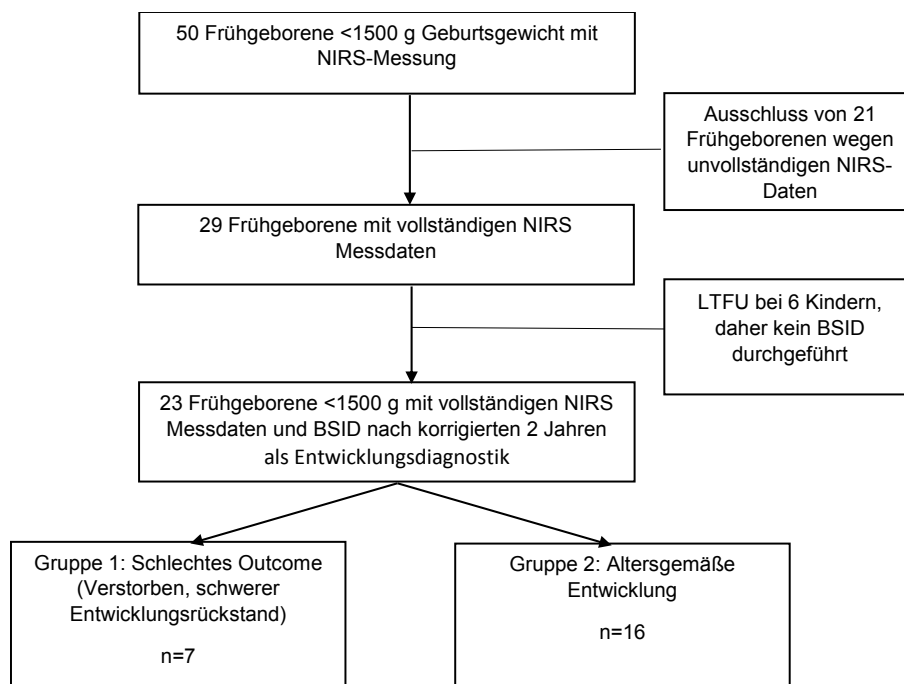 50 Frühgeborene <1500 g Geburtsgewicht mit
NIRS-Messung
Ausschluss von 21
Frühgeborenen wegen
unvollständigen NIRS-
Daten
29 Frühgeborene mit vollständigen NIRS
Messdaten
LTFU bei 6 Kindern,
daher kein BSID
durchgeführt
23 Frühgeborene <1500 g mit vollständigen NIRS
Messdaten und BSID nach korrigierten 2 Jahren
als Entwicklungsdiagnostik
Gruppe 1: Schlechtes Outcome
(Verstorben, schwerer
Entwicklungsrückstand)
n=7
Gruppe 2: Altersgemäße
Entwicklung
n=16